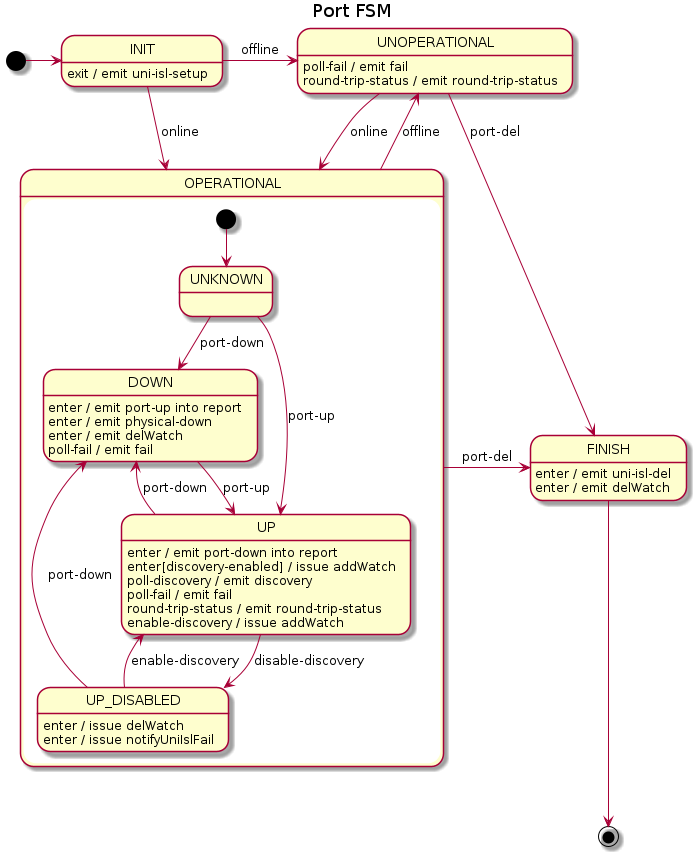 Port FSM
INIT
exit / emit uni-isl-setup
offline
UNOPERATIONAL
poll-fail / emit fail
round-trip-status / emit round-trip-status
online
online
offline
port-del
OPERATIONAL
UNKNOWN
port-down
port-up
DOWN
enter / emit port-up into report
enter / emit physical-down
enter / emit delWatch
poll-fail / emit fail
port-del
FINISH
enter / emit uni-isl-del
enter / emit delWatch
port-down
port-up
UP
enter / emit port-down into report
enter[discovery-enabled] / issue addWatch
poll-discovery / emit discovery
poll-fail / emit fail
round-trip-status / emit round-trip-status
enable-discovery / issue addWatch
port-down
enable-discovery
disable-discovery
UP_DISABLED
enter / issue delWatch
enter / issue notifyUniIslFail